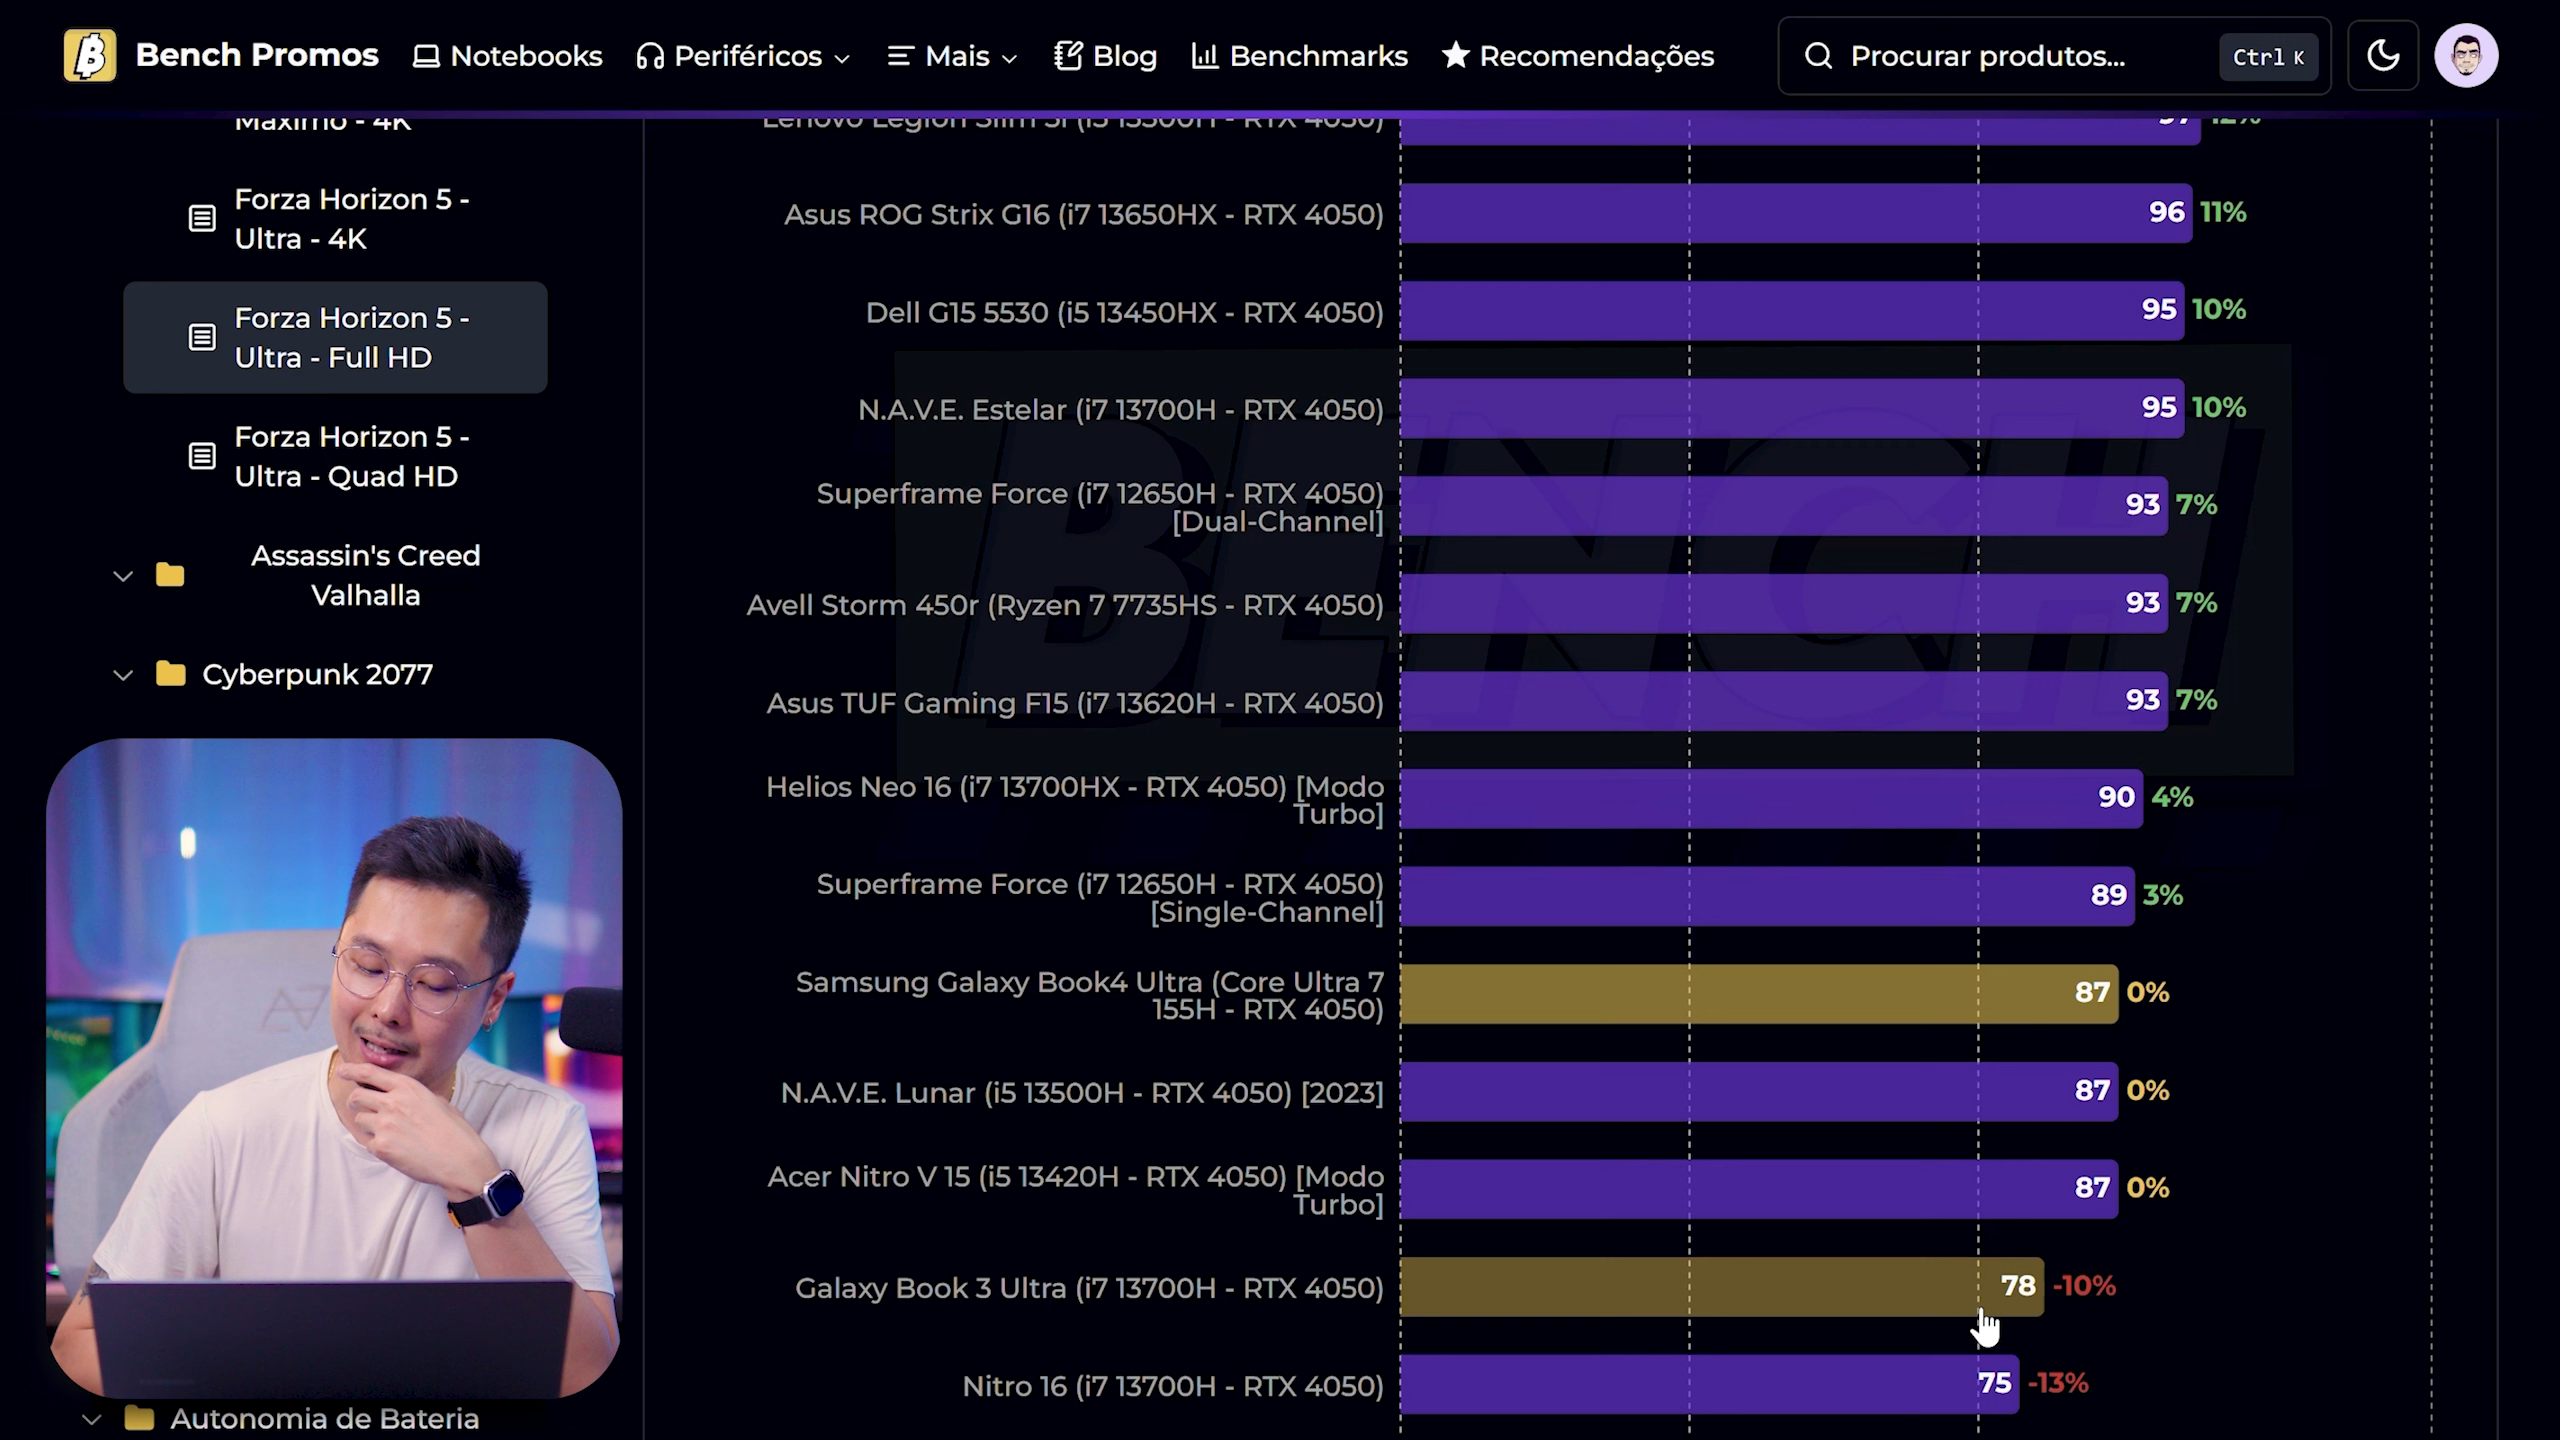 Bench Promos
Notebooks
Periféricos
Mais
Blog
Benchmarks
Recomendações
Procurar produtos...
Ctrl K
Máximo - 4K
Forza Horizon 5 -
Ultra - 4K
Forza Horizon 5 -
Ultra - Full HD
Forza Horizon 5 -
Ultra - Quad HD
Assassin's Creed
Valhalla
Cyberpunk 2077
Autonomia de Bateria
97 12%
Asus ROG Strix G16 (i7 13650HX - RTX 4050)
96 11%
Dell G15 5530 (i5 13450HX - RTX 4050)
95 10%
N.A.V.E. Estelar (i7 13700H - RTX 4050)
95 10%
Superframe Force (i7 12650H - RTX 4050)
[Dual-Channel]
93 7%
Avell Storm 450r (Ryzen 7 7735HS - RTX 4050)
93 7%
Asus TUF Gaming F15 (i7 13620H - RTX 4050)
93 7%
Helios Neo 16 (i7 13700HX - RTX 4050) [Modo
Turbo]
90 4%
Superframe Force (i7 12650H - RTX 4050)
[Single-Channel]
89 3%
Samsung Galaxy Book4 Ultra (Core Ultra 7
155H - RTX 4050)
87 0%
N.A.V.E. Lunar (i5 13500H - RTX 4050) [2023]
87 0%
Acer Nitro V 15 (i5 13420H - RTX 4050) [Modo
Turbo]
87 0%
Galaxy Book 3 Ultra (i7 13700H - RTX 4050)
78 -10%
Nitro 16 (i7 13700H - RTX 4050)
75 -13%
BENCH